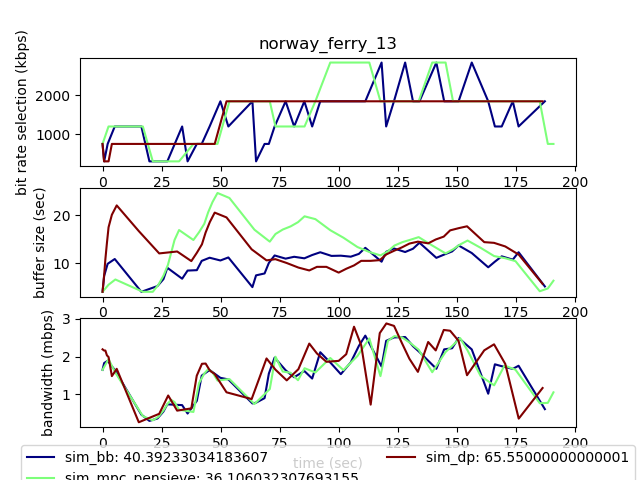 norway_ferry_13
bit rate selection (kbps)
2000
1000
0 25 50 75 100 125 150 175 200
buffer size (sec)
20
10
0 25 50 75 100 125 150 175 200
bandwidth (mbps)
3
2
1
0 25 50 75 100 125 150 175 200
time (sec)
sim_bb: 40.39233034183607
sim_dp: 65.55000000000001
sim_mpc_pensieve: 36.106032307693155